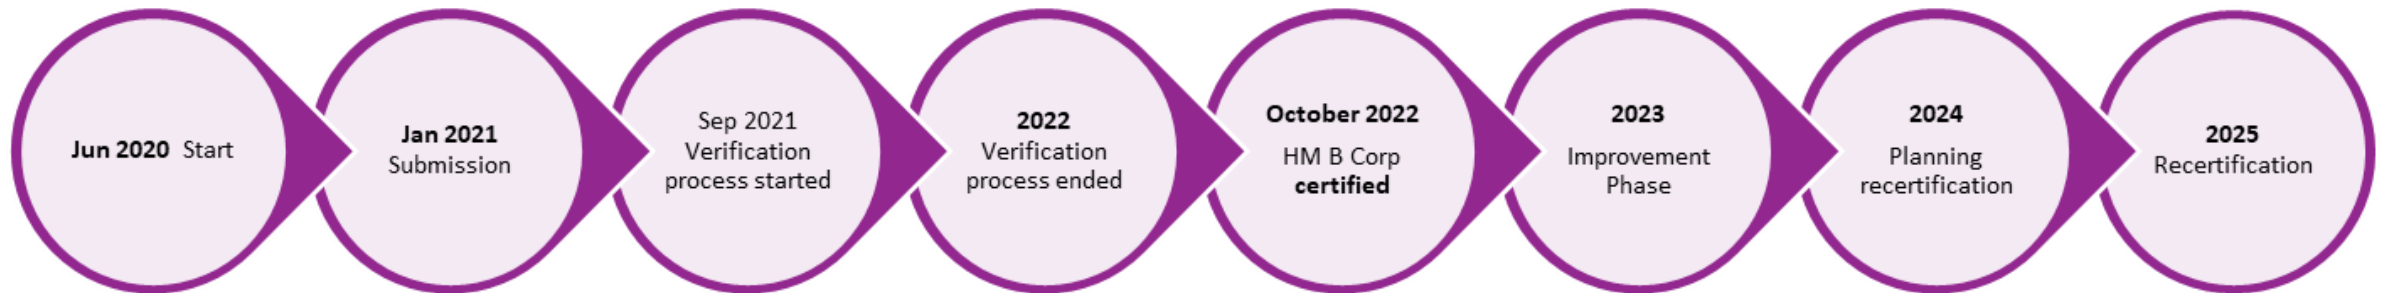 Jun 2020 Start
Jan 2021
Submission
Sep 2021
Verification
process started
2022
Verification
process ended
October 2022
HM B Corp
certified
2023
Improvement
Phase
2024
Planning
recertification
2025
Recertification